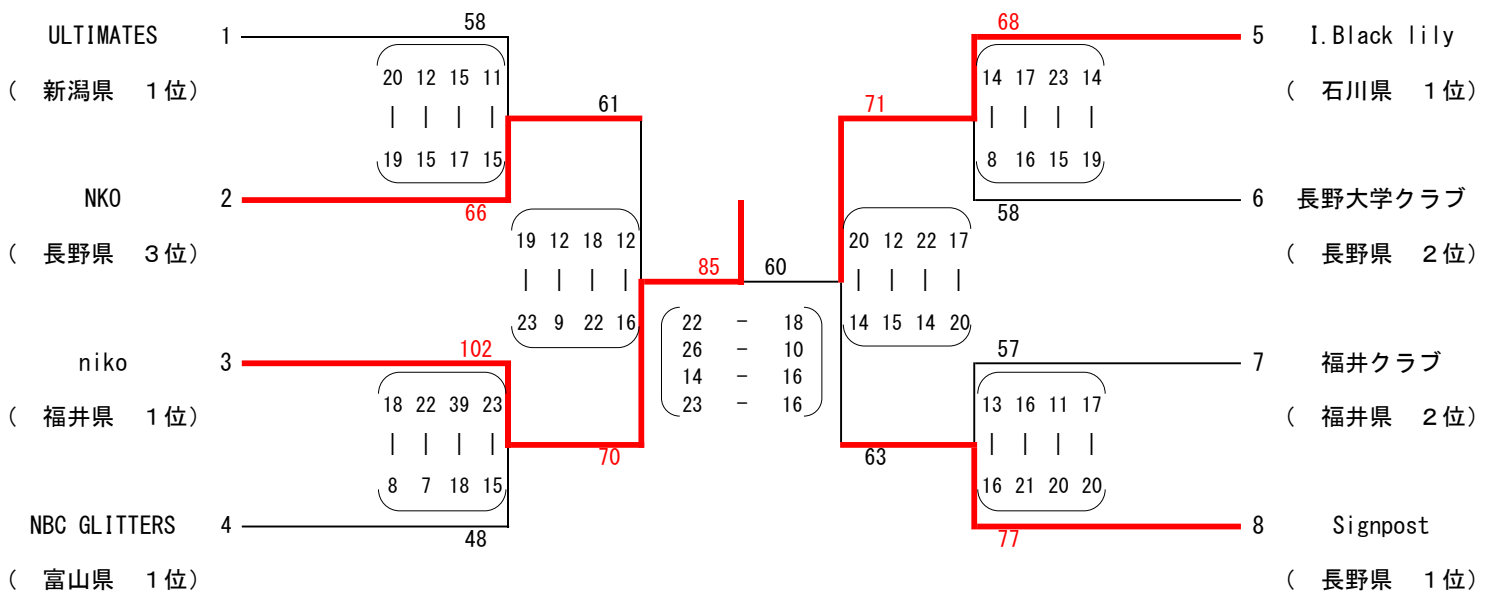 58
68
ULTIMATES 1
5 I.Black lily
20 12 15 11
14 17 23 14
( 新潟県 1位)
( 石川県 1位)
61
71
| | | |
| | | |
19 15 17 15
8 16 15 19
NKO 2
6 長野大学クラブ
66
58
( 長野県 3位)
( 長野県 2位)
19 12 18 12
20 12 22 17
85 60
| | | |
| | | |
23 9 22 16
14 15 14 20
22 - 18
26 - 10
14 - 16
23 - 16
102
57
niko 3
7 福井クラブ
18 22 39 23
13 16 11 17
( 福井県 1位)
( 福井県 2位)
| | | |
| | | |
70
63
8 7 18 15
16 21 20 20
NBC GLITTERS 4
8 Signpost
48
77
( 富山県 1位)
( 長野県 1位)